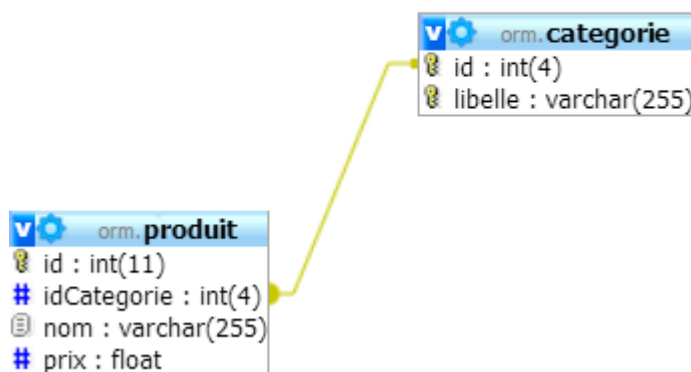 orm.categorie
id : int(4)
libelle : varchar(255)
orm.produit
id : int(11)
# idCategorie : int(4)
nom : varchar(255)
# prix : float